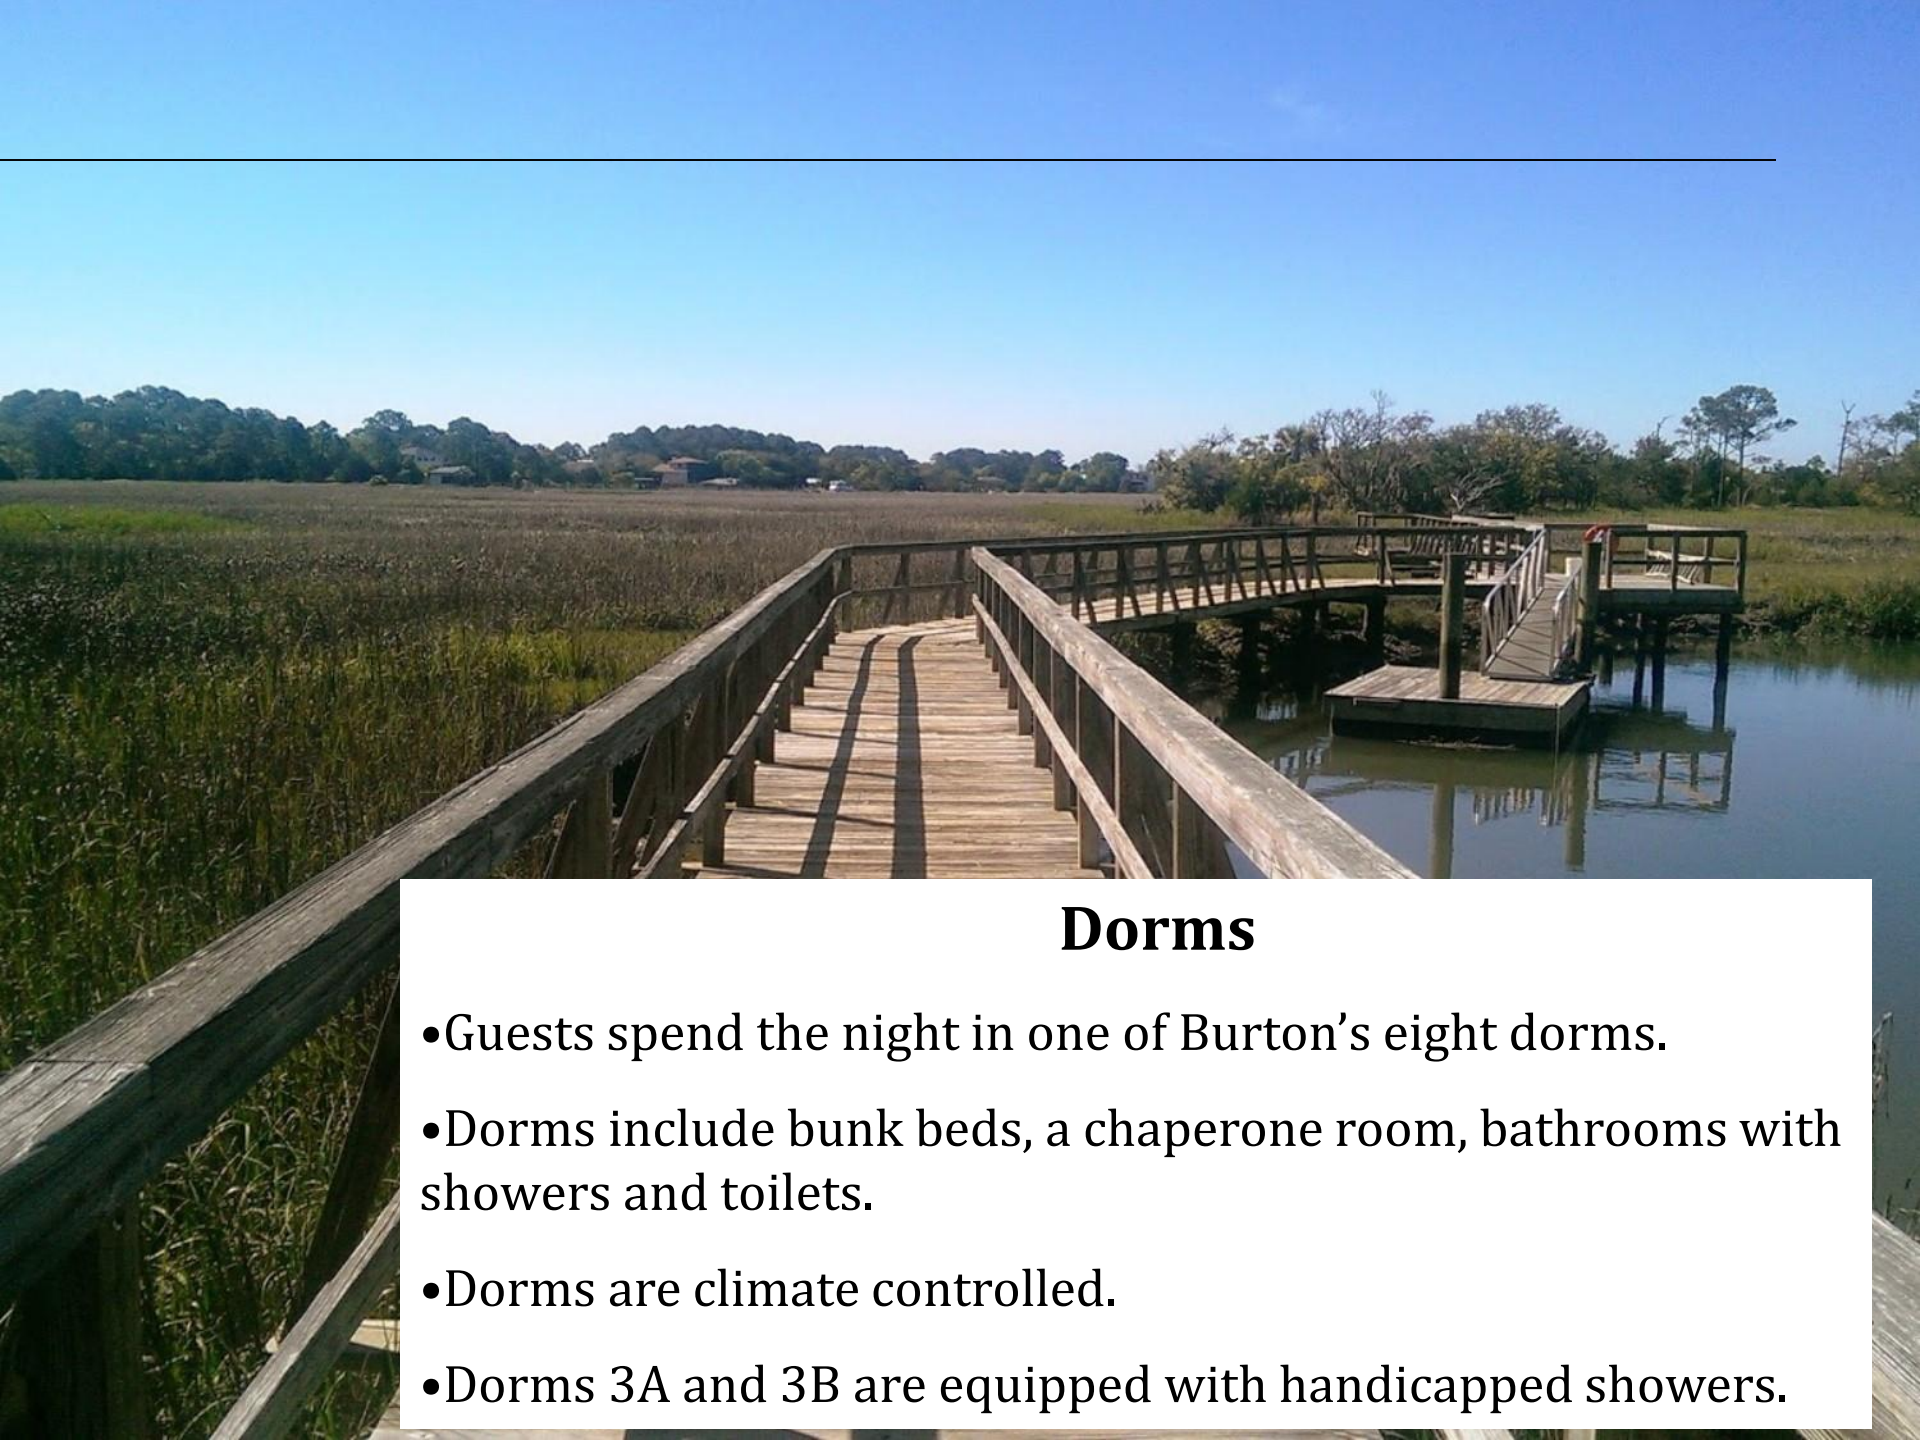 Dorms
•Guests spend the night in one of Burton’s eight dorms.
•Dorms include bunk beds, a chaperone room, bathrooms with
showers and toilets.
•Dorms are climate controlled.
•Dorms 3A and 3B are equipped with handicapped showers.